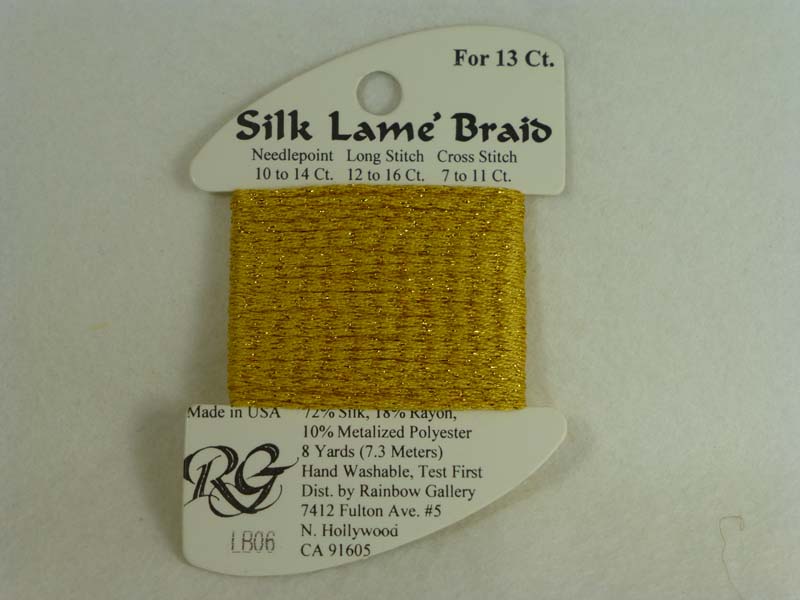 For 13 Ct.
Silk Lame' Braid
Needlepoint Long Stitch Cross Stitch
10 to 14 Ct. 12 to 16 Ct. 7 to 11 Ct.
Made in USA 72% Silk, 18% Rayon,
10% Metalized Polyester
8 Yards (7.3 Meters)
Hand Washable, Test First
RG
Dist. by Rainbow Gallery
7412 Fulton Ave. #5
N. Hollywood
LB06
CA 91605